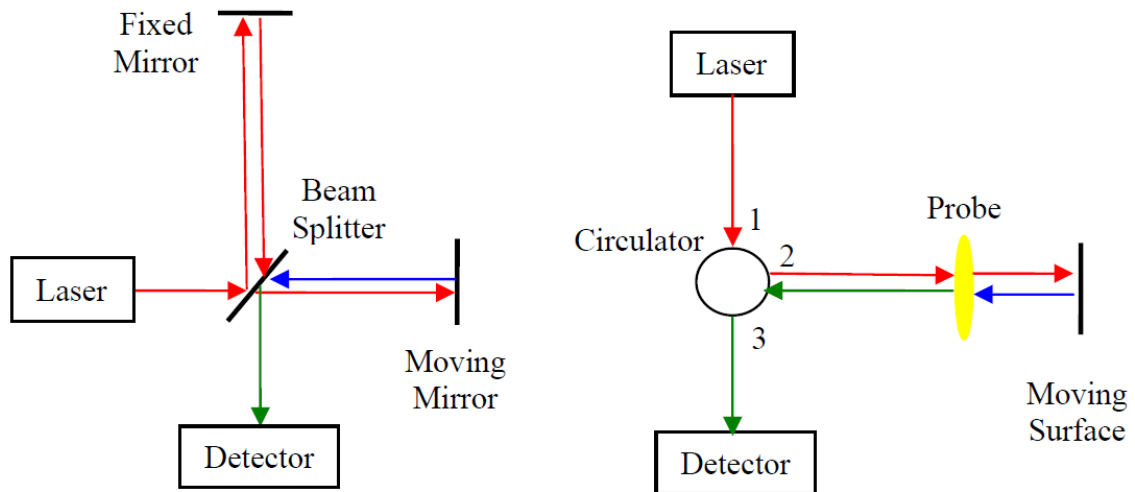 Fixed
Mirror
Beam
Splitter
Laser
Moving
Mirror
Detector
Laser
1
Circulator
2
Probe
3
Moving
Surface
Detector